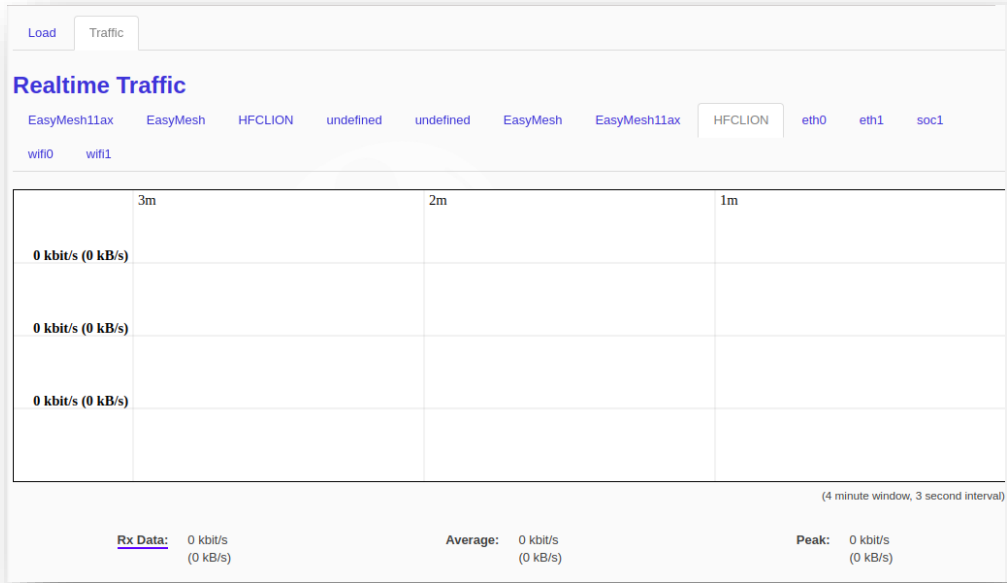 Load Traffic
Realtime Traffic
EasyMesh11ax EasyMesh HFCLION undefined undefined EasyMesh EasyMesh11ax HFCLION eth0 eth1 soc1
wifi0 wifi1
3m 2m 1m
0 kbit/s (0 kB/s)
0 kbit/s (0 kB/s)
0 kbit/s (0 kB/s)
(4 minute window, 3 second interval)
Rx Data: 0 kbit/s Average: 0 kbit/s Peak: 0 kbit/s
(0 kB/s) (0 kB/s) (0 kB/s)